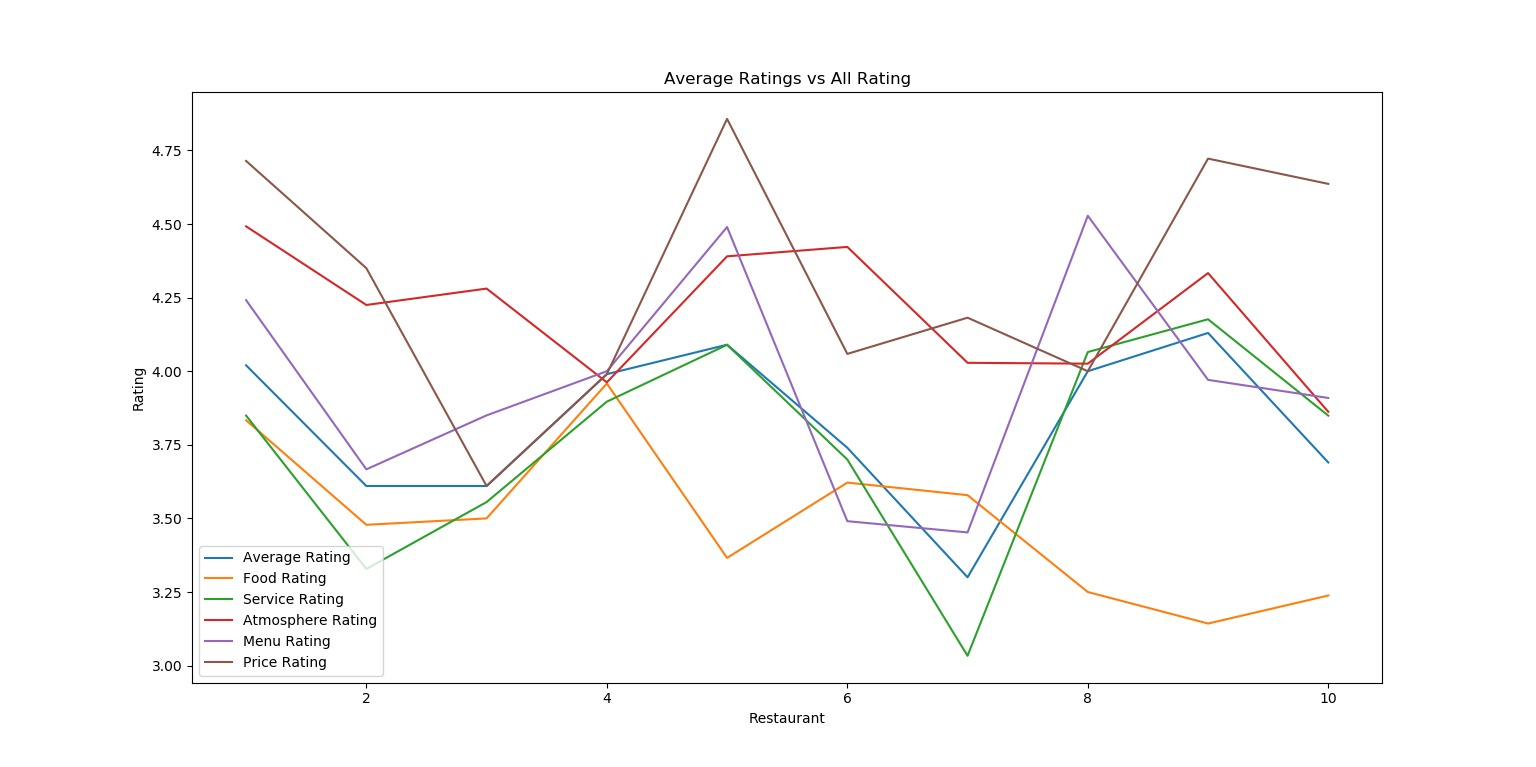 Average Ratings vs All Rating
4.75
4.50
4.25
4.00
3.75
3.50
3.25
3.00
Rating
Average Rating
Food Rating
Service Rating
Atmosphere Rating
Menu Rating
Price Rating
2
4
6
8
10
Restaurant